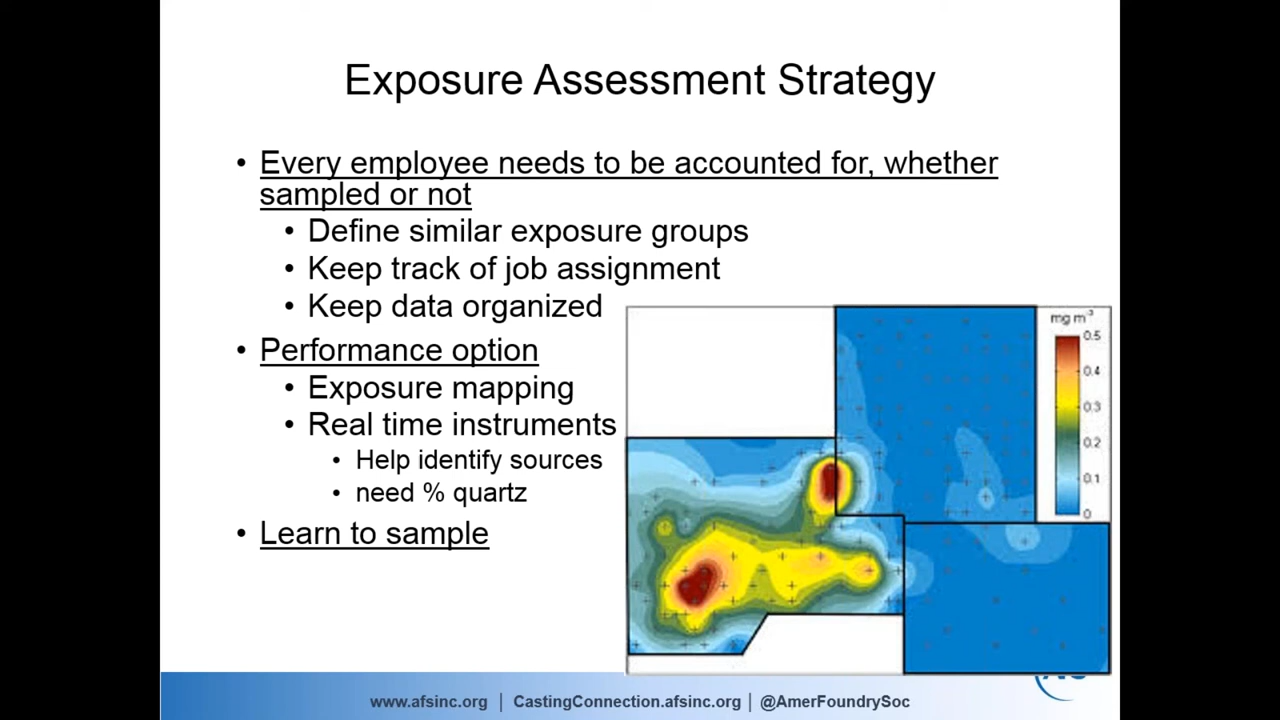 Exposure Assessment Strategy
• Every employee needs to be accounted for, whether
sampled or not
• Define similar exposure groups
• Keep track of job assignment
• Keep data organized
• Performance option
• Exposure mapping
• Real time instruments
• Help identify sources
• need % quartz
• Learn to sample
mg m⁻³
0.5
0.4
0.3
0.2
0.1
0
www.afsinc.org | CastingConnection.afsinc.org | @AmerFoundrySoc